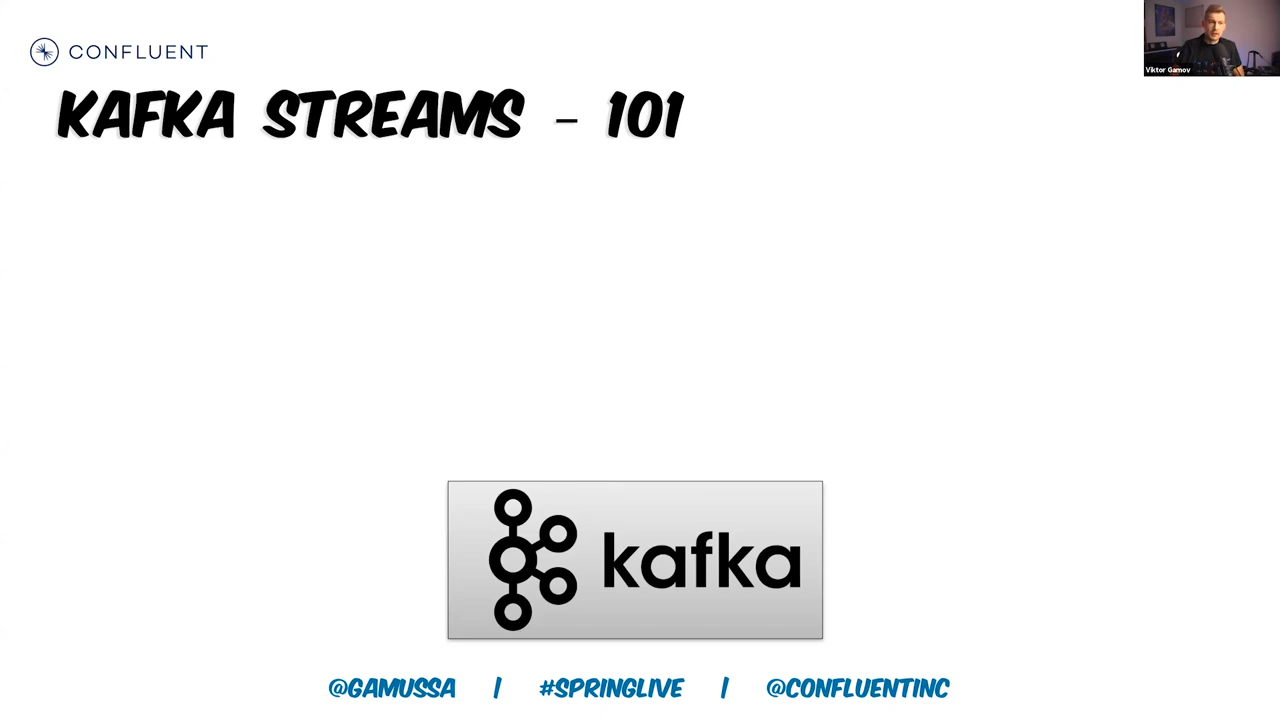 CONFLUENT
Viktor Gamov
KAFKA STREAMS – 101
kafka
@GAMUSSA | #SPRINGLIVE | @CONFLUENTINC